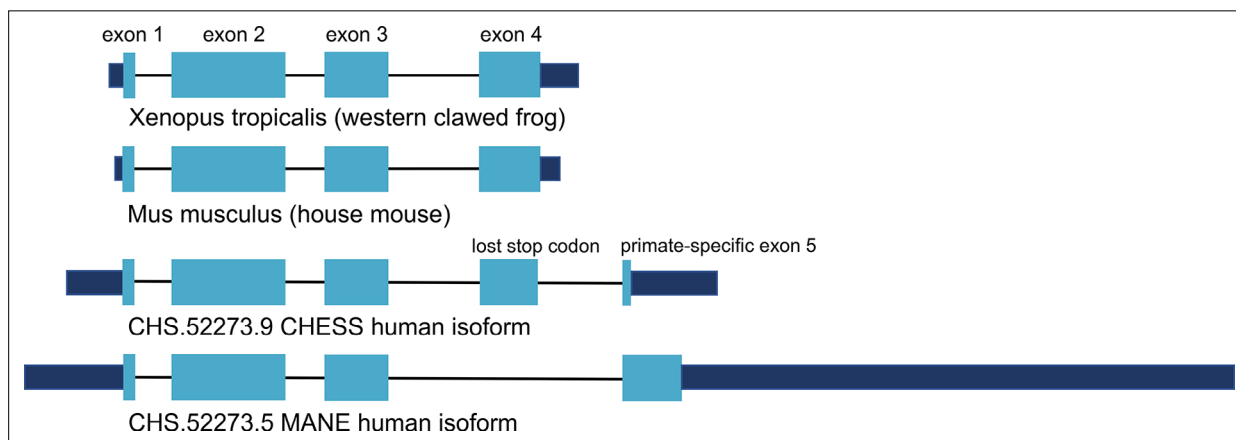 exon 1 exon 2 exon 3 exon 4
Xenopus tropicalis (western clawed frog)
Mus musculus (house mouse)
lost stop codon primate-specific exon 5
CHS.52273.9 CHESS human isoform
CHS.52273.5 MANE human isoform